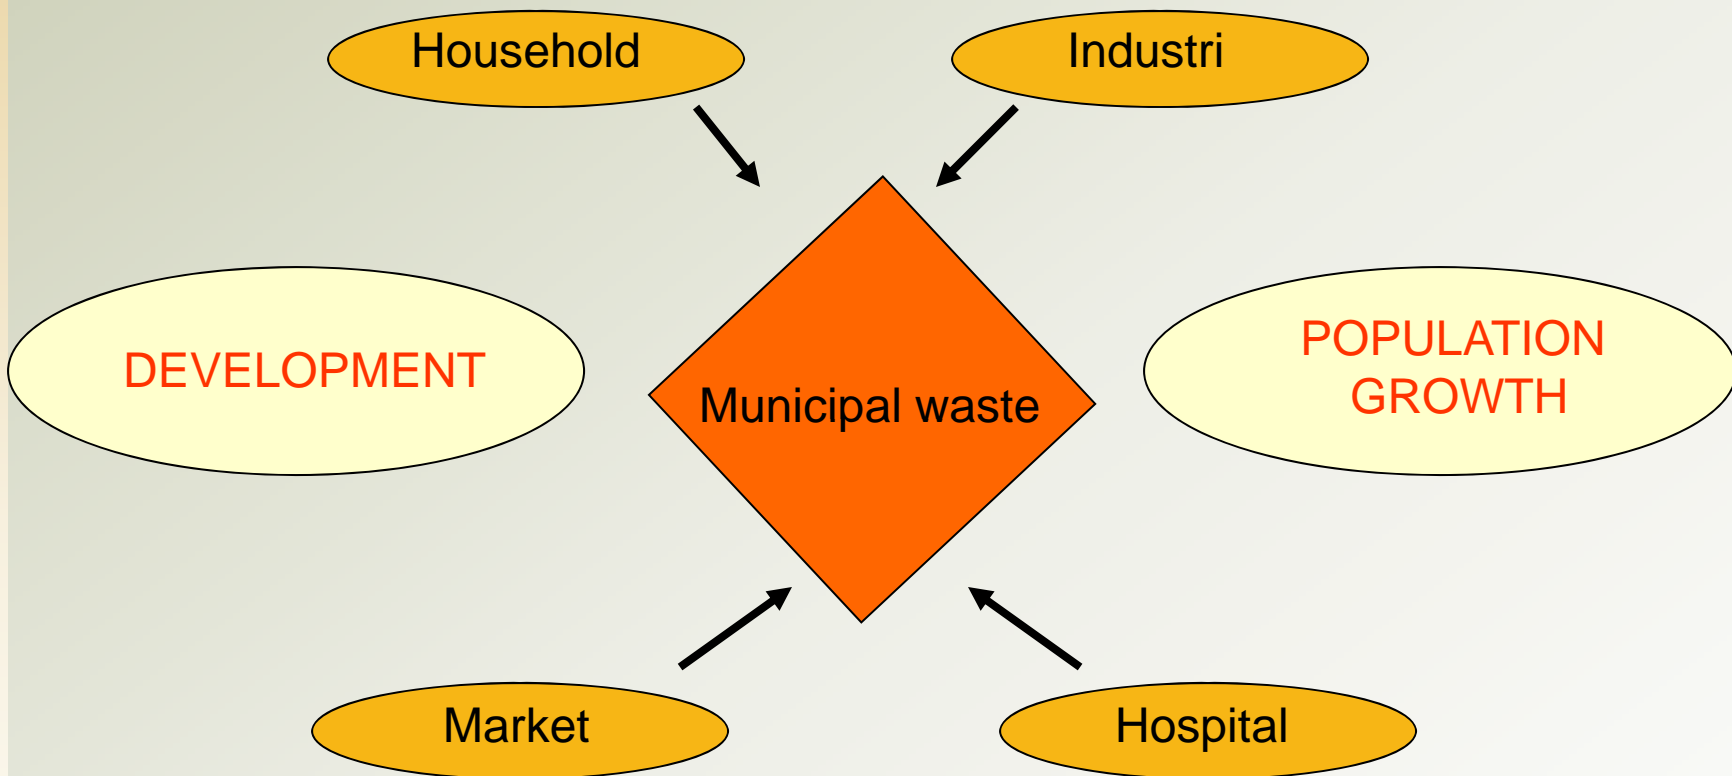 Household
Industri
DEVELOPMENT
Municipal waste
POPULATION
GROWTH
Market
Hospital